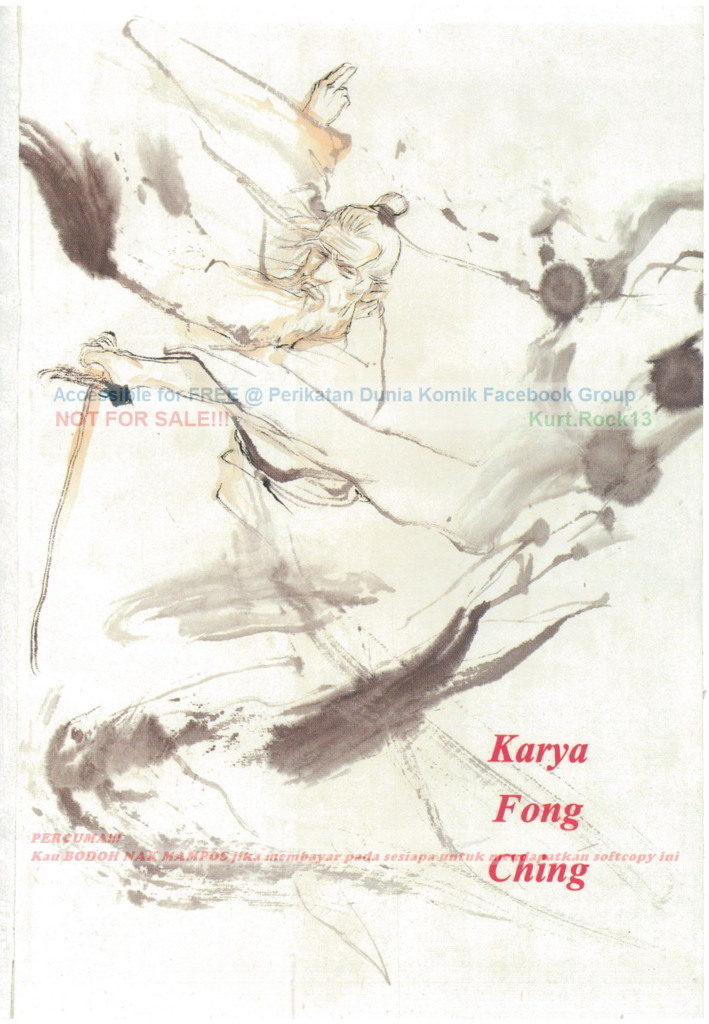 Accessible for FREE @ Perikatan Dunia Komik Facebook Group
NOT FOR SALE!!!
Kurt.Rock13
Karya
Fong
Ching
PERCUMA!!!
Kau BODOH NAK MAMPOS jika membayar pada sesiapa untuk mendapatkan softcopy ini